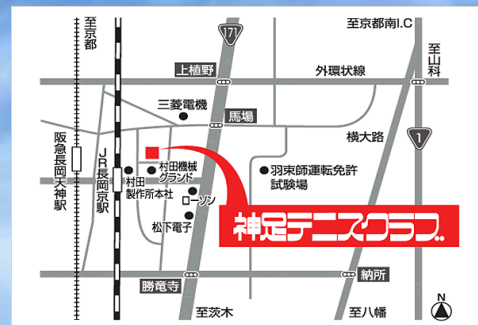 至京都
171
至京都南I.C
至山科
上植野
外環状線
三菱電機
馬場
横大路
1
阪急長岡天神駅
JR長岡京駅
村田機械
グランド
村田
製作所本社
羽束師運転免許
試験場
ローソン
松下電子
神足テニスクラブ
勝竜寺
納所
至茨木
至八幡
N